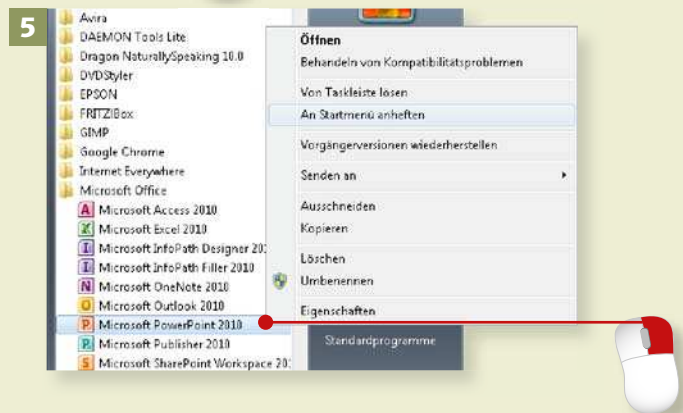 5
Avira
DAEMON Tools Lite
Dragon NaturallySpeaking 10.0
DVDStyler
EPSON
FRITZ!Box
GIMP
Google Chrome
Internet Everywhere
Microsoft Office
Microsoft Access 2010
Microsoft Excel 2010
Microsoft InfoPath Designer 20
Microsoft InfoPath Filler 2010
Microsoft OneNote 2010
Microsoft Outlook 2010
Microsoft PowerPoint 2010
Microsoft Publisher 2010
Microsoft SharePoint Workspace 20
Öffnen
Behandeln von Kompatibilitätsproblemen
Von Taskleiste lösen
An Startmenü anheften
Vorgängerversionen wiederherstellen
Senden an
Ausschneiden
Kopieren
Löschen
Umbenennen
Eigenschaften
Standardprogramme